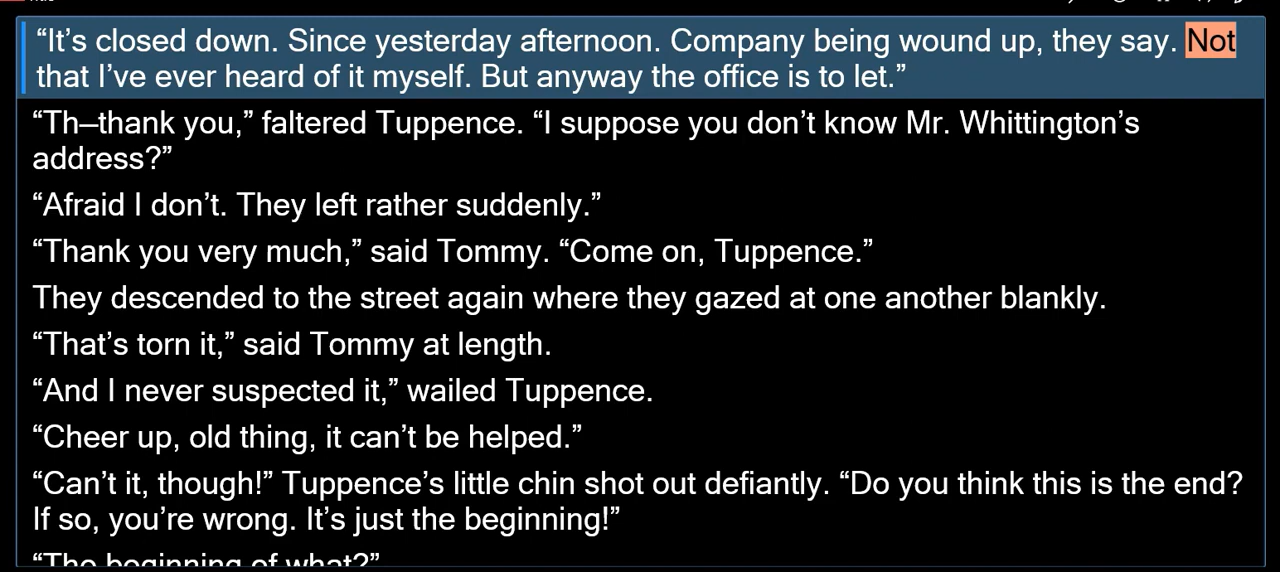 “It’s closed down. Since yesterday afternoon. Company being wound up, they say. Not
that I’ve ever heard of it myself. But anyway the office is to let.”
“Th—thank you,” faltered Tuppence. “I suppose you don’t know Mr. Whittington’s
address?”
“Afraid I don’t. They left rather suddenly.”
“Thank you very much,” said Tommy. “Come on, Tuppence.”
They descended to the street again where they gazed at one another blankly.
“That’s torn it,” said Tommy at length.
“And I never suspected it,” wailed Tuppence.
“Cheer up, old thing, it can’t be helped.”
“Can’t it, though!” Tuppence’s little chin shot out defiantly. “Do you think this is the end?
If so, you’re wrong. It’s just the beginning!”
“The beginning of what?”